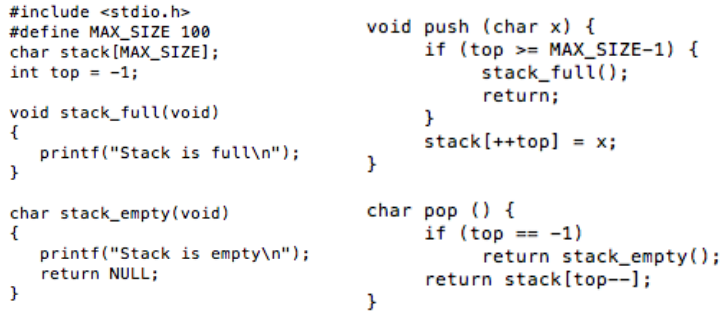 #include <stdio.h>
#define MAX_SIZE 100
char stack[MAX_SIZE];
int top = -1;

void stack_full(void)
{
   printf("Stack is full\n");
}

char stack_empty(void)
{
   printf("Stack is empty\n");
   return NULL;
}

void push (char x) {
     if (top >= MAX_SIZE-1) {
          stack_full();
          return;
     }
     stack[++top] = x;
}

char pop () {
     if (top == -1)
          return stack_empty();
     return stack[top--];
}